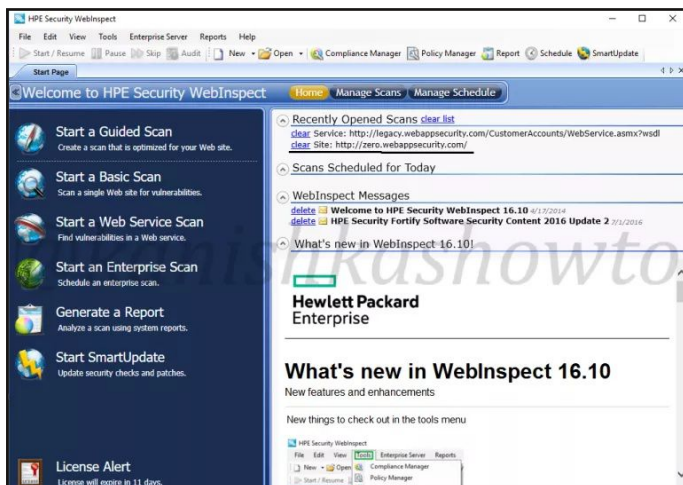 HPE Security WebInspect
File Edit View Tools Enterprise Server Reports Help
Start / Resume Pause Skip Audit New Open Compliance Manager Policy Manager Report Schedule SmartUpdate
Start Page
Welcome to HPE Security WebInspect Home Manage Scans Manage Schedule
Start a Guided Scan
Create a scan that is optimized for your Web site.
Start a Basic Scan
Scan a single Web site for vulnerabilities.
Start a Web Service Scan
Find vulnerabilities in a Web service.
Start an Enterprise Scan
Schedule an enterprise scan.
Generate a Report
Analyze a scan using system reports.
Start SmartUpdate
Update security checks and patches.
License Alert
License will expire in 11 days.
Recently Opened Scans clear list
clear Service: http://legacy.webappsecurity.com/CustomerAccounts/WebService.asmx?wsdl
clear Site: http://zero.webappsecurity.com/
Scans Scheduled for Today
WebInspect Messages
delete Welcome to HPE Security WebInspect 16.10 4/17/2014
delete HPE Security Fortify Software Security Content 2016 Update 2 7/1/2016
What's new in WebInspect 16.10!
Hewlett Packard
Enterprise
What's new in WebInspect 16.10
New features and enhancements
New things to check out in the tools menu
HPE Security WebInspect
File Edit View Tools Enterprise Server Reports
New Open Compliance Manager
Start / Resume Policy Manager